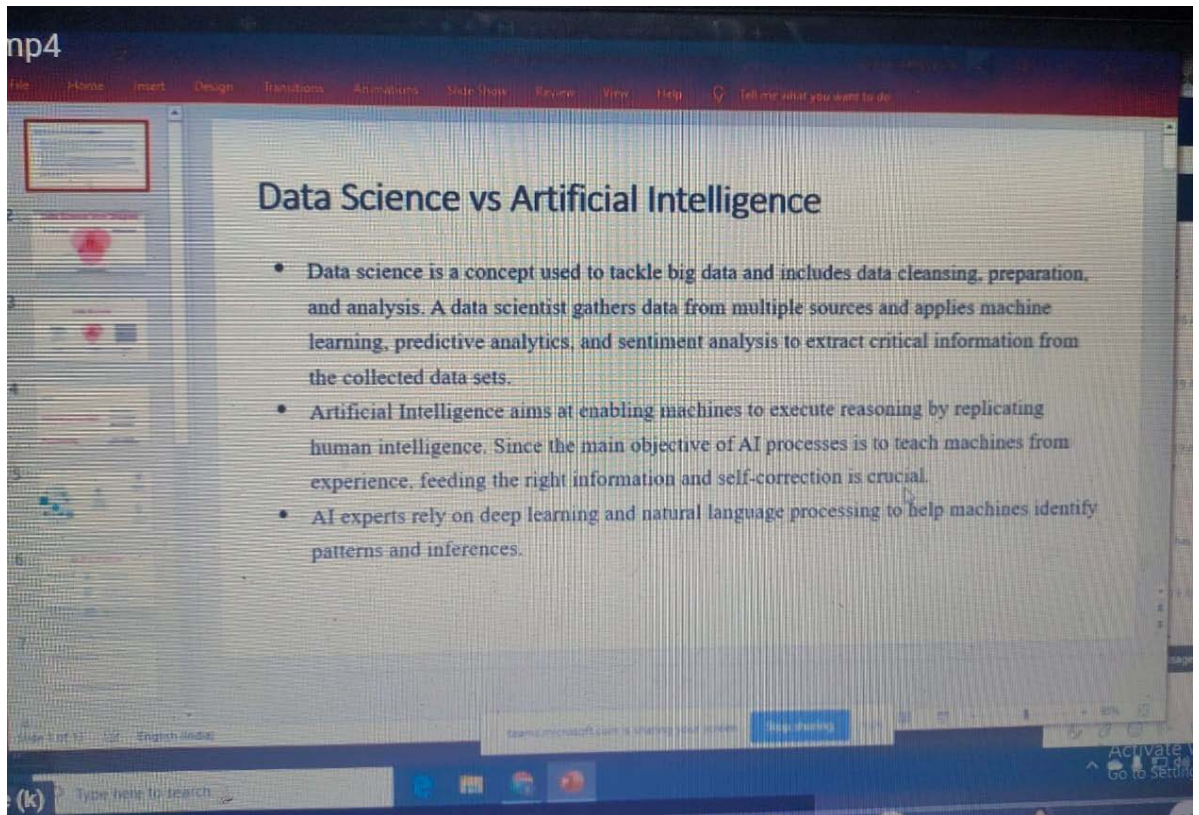 mp4
File Home Insert Design Transitions Animations Slide Show Review View Help Tell me what you want to do
Data Science vs Artificial Intelligence
• Data science is a concept used to tackle big data and includes data cleansing, preparation,
and analysis. A data scientist gathers data from multiple sources and applies machine
learning, predictive analytics, and sentiment analysis to extract critical information from
the collected data sets.
• Artificial Intelligence aims at enabling machines to execute reasoning by replicating
human intelligence. Since the main objective of AI processes is to teach machines from
experience, feeding the right information and self-correction is crucial.
• AI experts rely on deep learning and natural language processing to help machines identify
patterns and inferences.
2
3
4
5
6
7
English (India)
teams.microsoft.com is sharing your screen Stop sharing
Activate
Go to Setting
(k) Type here to search